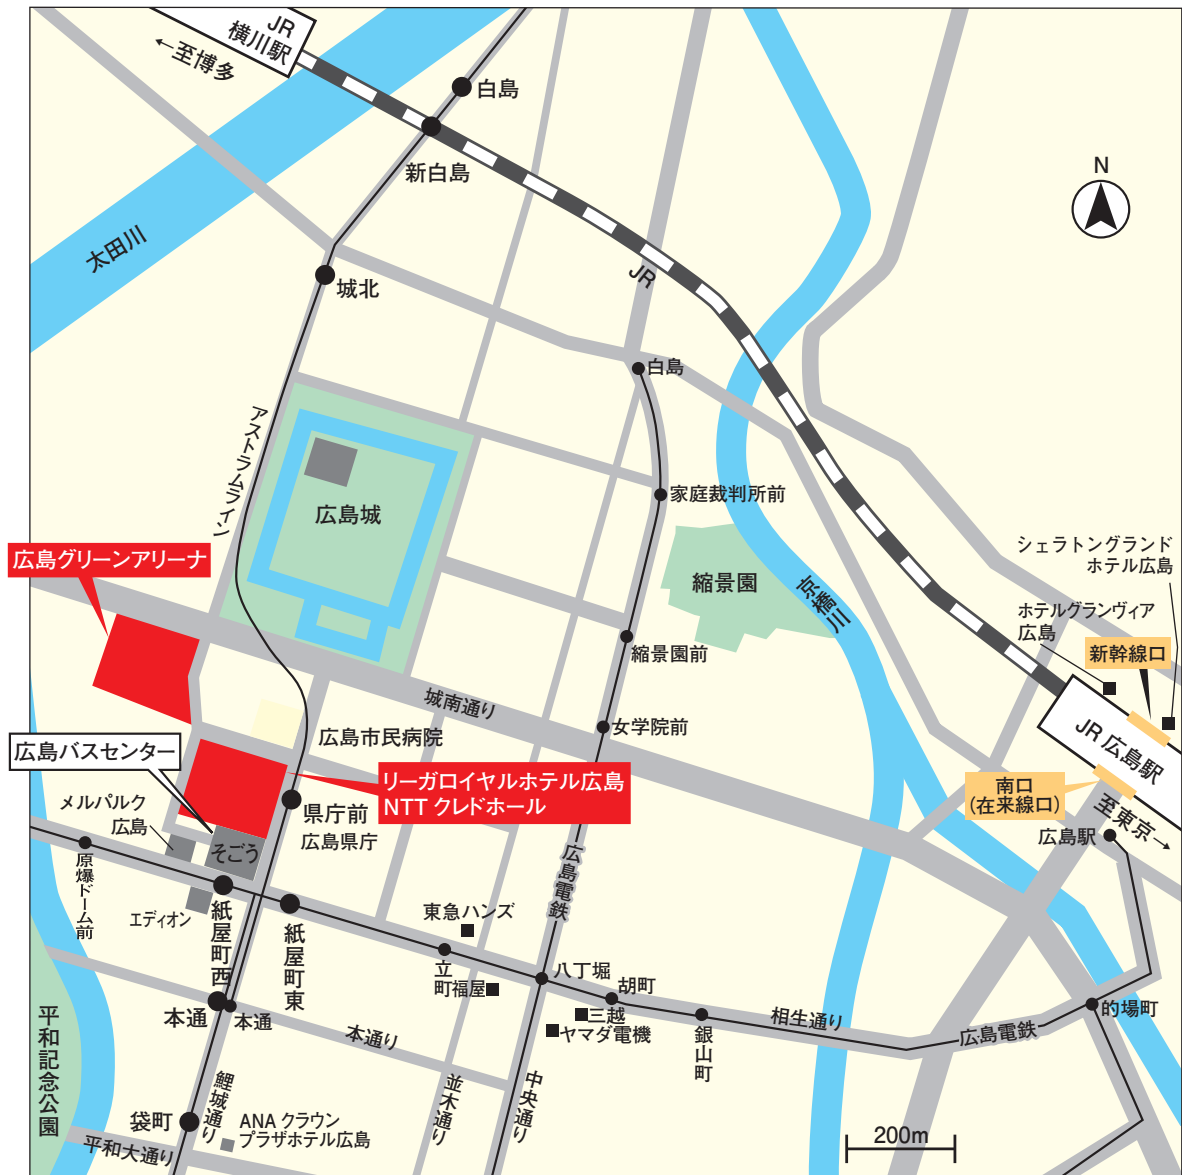 JR
横川駅
←至博多
白島
新白島
N
太田川
城北
JR
白島
アストラムライン
家庭裁判所前
広島城
シェラトングランド
ホテル広島
広島グリーンアリーナ
縮景園
京橋川
ホテルグランヴィア
広島
縮景園前
新幹線口
城南通り
女学院前
JR 広島駅
広島市民病院
広島バスセンター
リーガロイヤルホテル広島
NTT クレドホール
南口
(在来線口)
メルパルク
広島
県庁前
広島県庁
至東京→
広島駅
そごう
広島電鉄
原爆ドーム前
エディオン
紙屋町西
紙屋町東
東急ハンズ
立町
福屋
八丁堀
胡町
三越
ヤマダ電機
銀山町
相生通り
広島電鉄
的場町
本通
本通
本通り
平和記念公園
鯉城通り
並木通り
中央通り
袋町
ANA クラウン
プラザホテル広島
平和大通り
200m